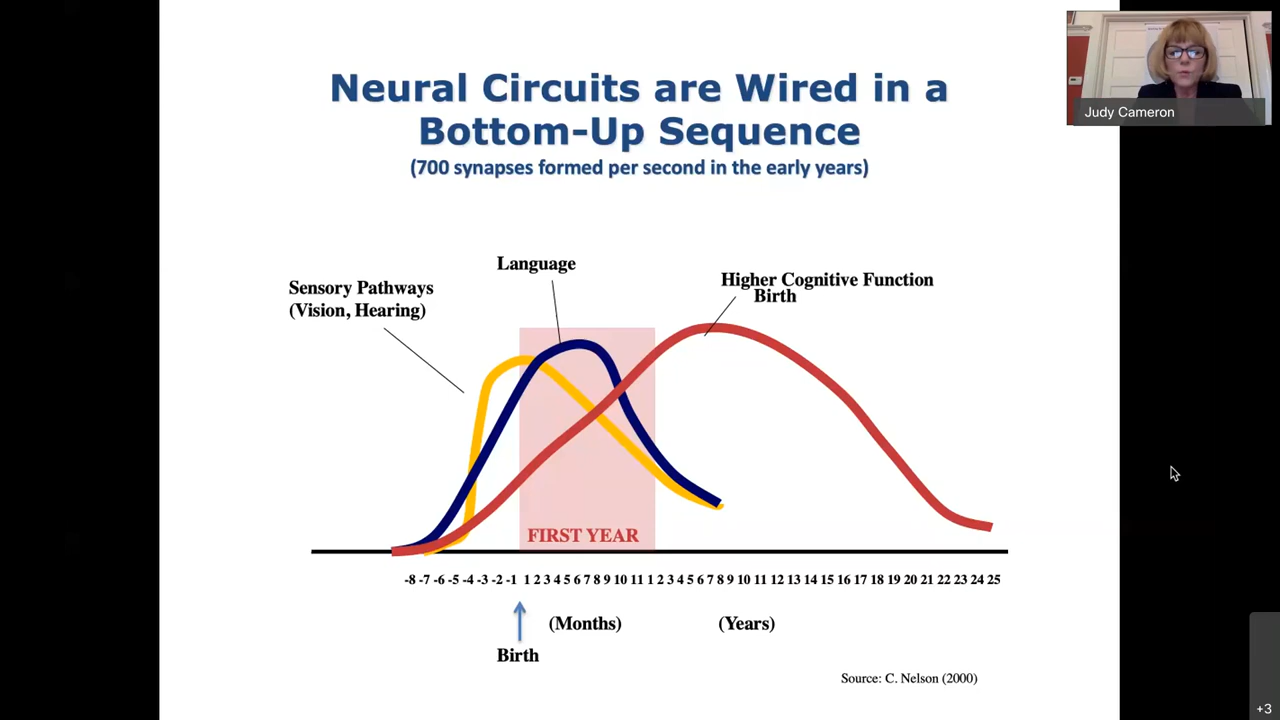 Neural Circuits are Wired in a
Bottom-Up Sequence
(700 synapses formed per second in the early years)
Judy Cameron
Language
Sensory Pathways
(Vision, Hearing)
Higher Cognitive Function
Birth
FIRST YEAR
-8 -7 -6 -5 -4 -3 -2 -1 1 2 3 4 5 6 7 8 9 10 11 1 2 3 4 5 6 7 8 9 10 11 12 13 14 15 16 17 18 19 20 21 22 23 24 25
(Months) (Years)
Birth
Source: C. Nelson (2000)
+3